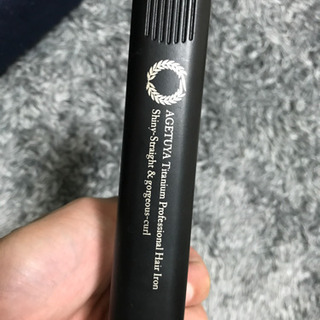 AGETUYA Titanium Professional Hair Iron
Shiny-Straight & gorgeous-curl